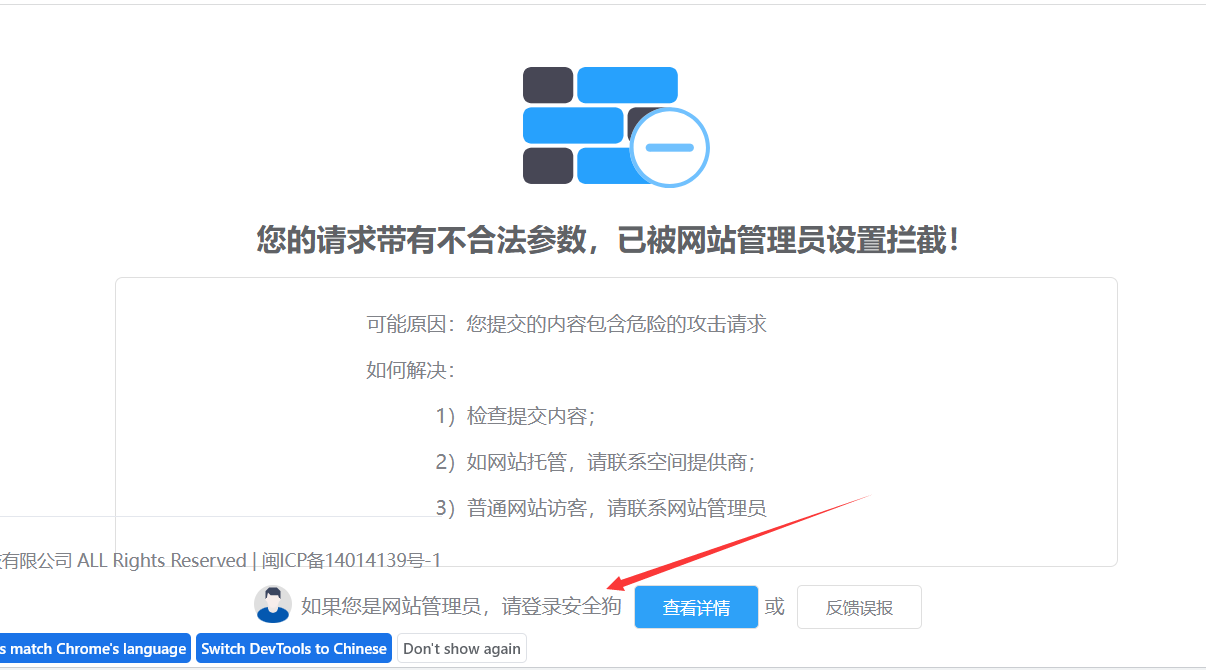 您的请求带有不合法参数，已被网站管理员设置拦截！
可能原因：您提交的内容包含危险的攻击请求
如何解决：
1）检查提交内容；
2）如网站托管，请联系空间提供商；
3）普通网站访客，请联系网站管理员
有限公司 ALL Rights Reserved | 闽ICP备14014139号-1
如果您是网站管理员，请登录安全狗 查看详情 或 反馈误报
s match Chrome's language Switch DevTools to Chinese Don't show again